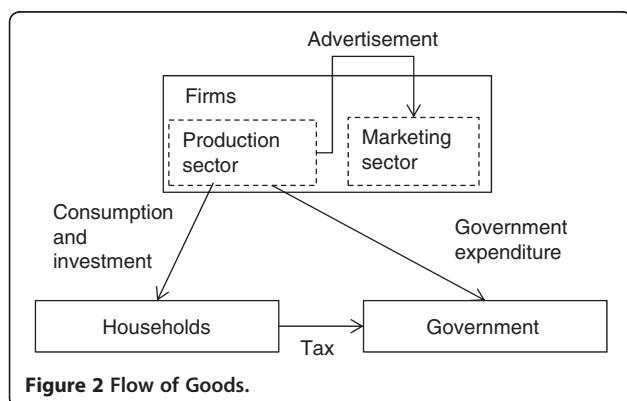 Advertisement
Firms
Production
sector
Marketing
sector
Consumption
and
investment
Government
expenditure
Households
Tax
Government
Figure 2 Flow of Goods.